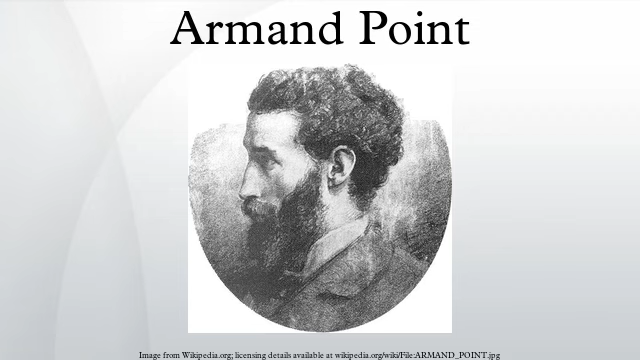 Armand Point
Image from Wikipedia.org; licensing details available at wikipedia.org/wiki/File:ARMAND_POINT.jpg